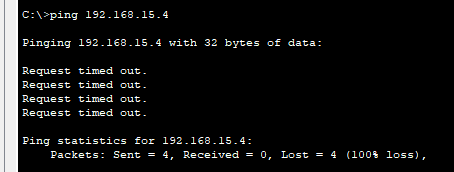 C:\>ping 192.168.15.4
Pinging 192.168.15.4 with 32 bytes of data:
Request timed out.
Request timed out.
Request timed out.
Request timed out.
Ping statistics for 192.168.15.4:
Packets: Sent = 4, Received = 0, Lost = 4 (100% loss),